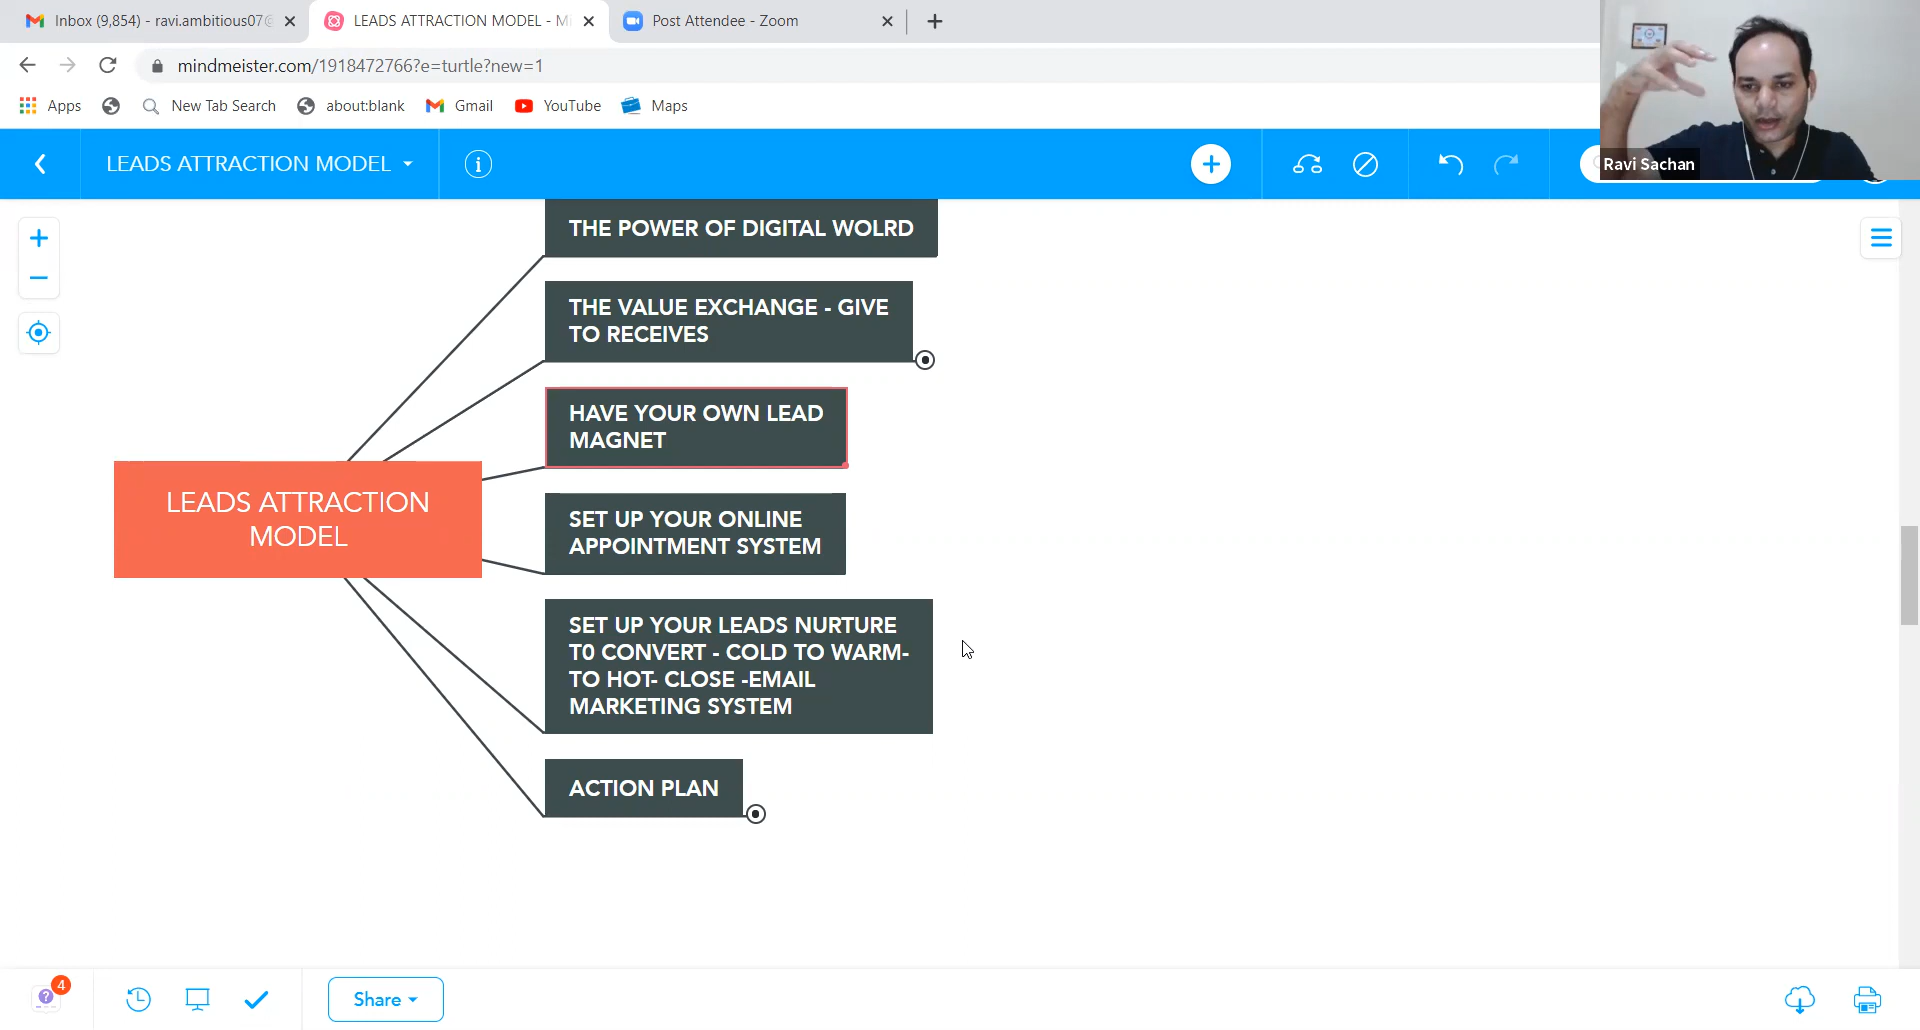 Inbox (9,854) - ravi.ambitious07@
LEADS ATTRACTION MODEL - Mi
Post Attendee - Zoom
mindmeister.com/1918472766?e=turtle?new=1
Apps
New Tab Search
about:blank
Gmail
YouTube
Maps
LEADS ATTRACTION MODEL
Ravi Sachan
THE POWER OF DIGITAL WOLRD
THE VALUE EXCHANGE - GIVE
TO RECEIVES
HAVE YOUR OWN LEAD
MAGNET
LEADS ATTRACTION
MODEL
SET UP YOUR ONLINE
APPOINTMENT SYSTEM
SET UP YOUR LEADS NURTURE
T0 CONVERT - COLD TO WARM-
TO HOT- CLOSE -EMAIL
MARKETING SYSTEM
ACTION PLAN
4
Share